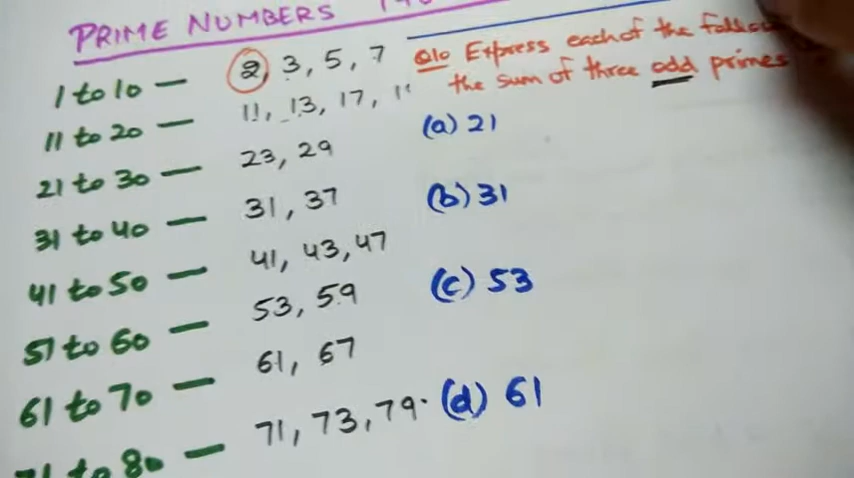 PRIME NUMBERS
1 to 10 — 2, 3, 5, 7
11 to 20 — 11, 13, 17,
21 to 30 — 23, 29
31 to 40 — 31, 37
41 to 50 — 41, 43, 47
51 to 60 — 53, 59
61 to 70 — 61, 67
to 80 — 71, 73, 79.
Q10 Express each of the
the sum of three odd primes
(a) 21
(b) 31
(c) 53
(d) 61